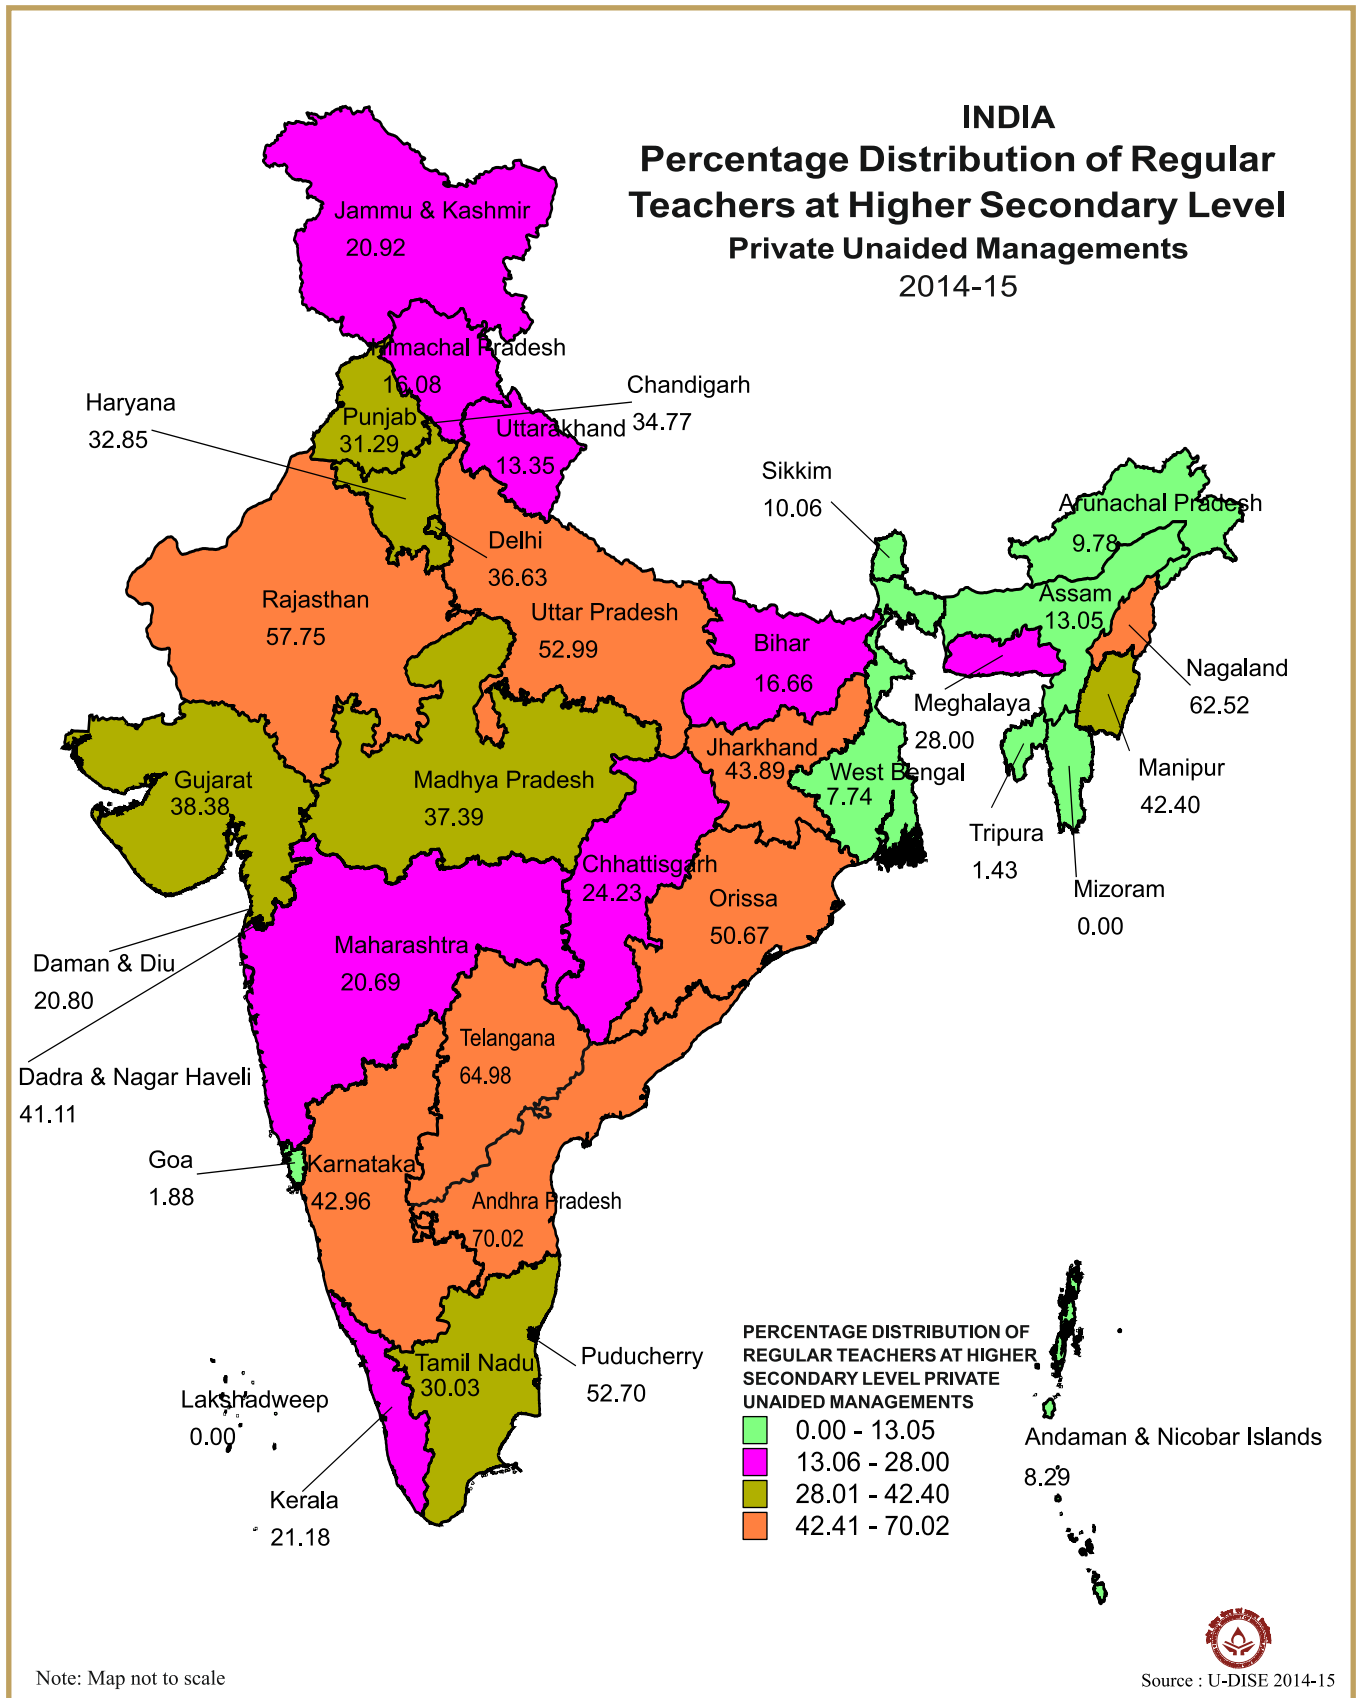 INDIA
Percentage Distribution of Regular
Teachers at Higher Secondary Level
Private Unaided Managements
2014-15
Jammu & Kashmir
20.92
Himachal Pradesh
16.08
Chandigarh
34.77
Haryana
32.85
Punjab
31.29
Uttarakhand
13.35
Sikkim
10.06
Arunachal Pradesh
9.78
Delhi
36.63
Rajasthan
57.75
Uttar Pradesh
52.99
Assam
13.05
Bihar
16.66
Nagaland
62.52
Meghalaya
28.00
Jharkhand
43.89
West Bengal
7.74
Manipur
42.40
Gujarat
38.38
Madhya Pradesh
37.39
Tripura
1.43
Mizoram
0.00
Chhattisgarh
24.23
Orissa
50.67
Maharashtra
20.69
Daman & Diu
20.80
Telangana
64.98
Dadra & Nagar Haveli
41.11
Goa
1.88
Karnataka
42.96
Andhra Pradesh
70.02
Tamil Nadu
30.03
Puducherry
52.70
Lakshadweep
0.00
Kerala
21.18
PERCENTAGE DISTRIBUTION OF
REGULAR TEACHERS AT HIGHER
SECONDARY LEVEL PRIVATE
UNAIDED MANAGEMENTS
0.00 - 13.05
13.06 - 28.00
28.01 - 42.40
42.41 - 70.02
Andaman & Nicobar Islands
8.29
Note: Map not to scale
Source : U-DISE 2014-15